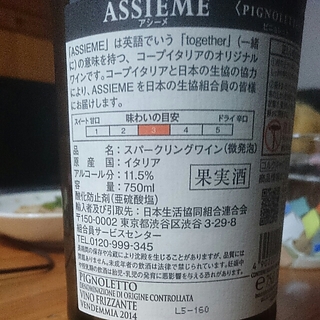 ASSIEME
〈PIGNOLETT
アシーメ
「ASSIEME」は英語でいう「together」（一緒
に）の意味を持つ、コープイタリアのオリジナル
ワインです。コープイタリアと日本の生協の協力
により、ASSIEMEを日本の生協組合員の皆様
にお届けします。
スイート 甘口 味わいの目安 ドライ 辛口
1 2 3 4 5
品名：スパークリングワイン（微発泡）
原産国：イタリア
アルコール分：11.5%
容量：750ml
果実酒
酸化防止剤（亜硫酸塩）
輸入者及び引取先：日本生活協同組合連合会
〒150-0002 東京都渋谷区渋谷 3-29-8
組合員サービスセンター
TEL0120-999-345
PIGNOLETTO
DENOMINAZIONE DI ORIGINE CONTROLLATA
VINO FRIZZANTE
VENDEMMIA 2014
L5-160